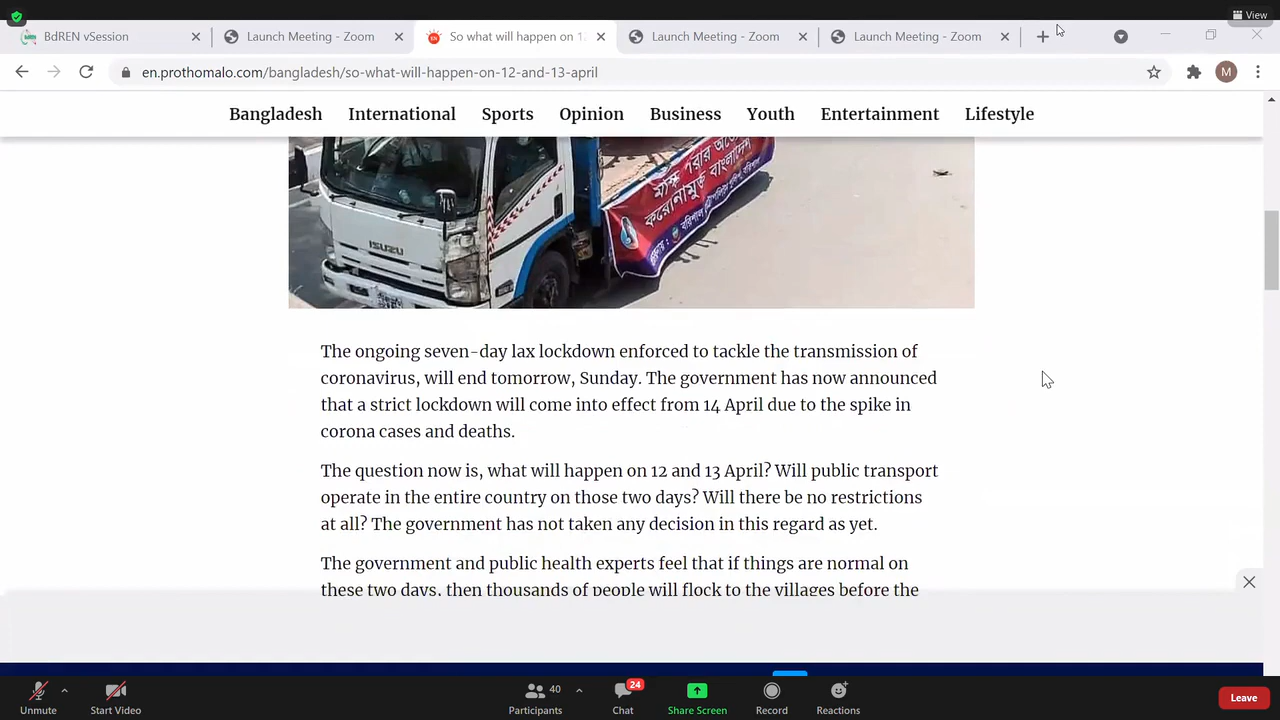 View
BdREN vSession
Launch Meeting - Zoom
So what will happen on 12
Launch Meeting - Zoom
Launch Meeting - Zoom
en.prothomalo.com/bangladesh/so-what-will-happen-on-12-and-13-april
M
Bangladesh International Sports Opinion Business Youth Entertainment Lifestyle
মাস্ক পরার
করোনামুক্ত বাংলাদেশ
ISUZU
The ongoing seven-day lax lockdown enforced to tackle the transmission of
coronavirus, will end tomorrow, Sunday. The government has now announced
that a strict lockdown will come into effect from 14 April due to the spike in
corona cases and deaths.
The question now is, what will happen on 12 and 13 April? Will public transport
operate in the entire country on those two days? Will there be no restrictions
at all? The government has not taken any decision in this regard as yet.
The government and public health experts feel that if things are normal on
these two days, then thousands of people will flock to the villages before the
40
24
Unmute
Start Video
Participants
Chat
Share Screen
Record
Reactions
Leave